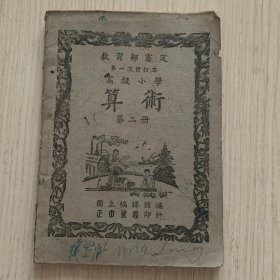 教育部審定
第一次修訂本
高級小學
算術
第二册
國立編譯館編
正中書局印行